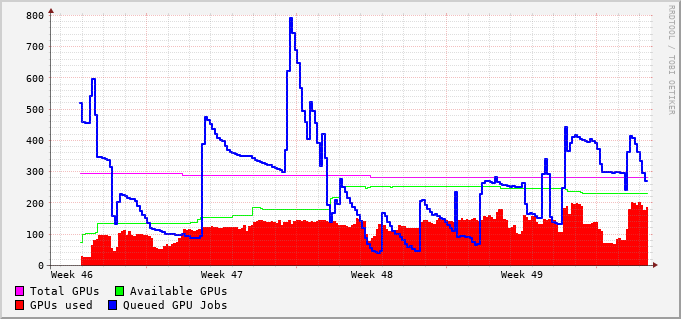 800
700
600
500
400
300
200
100
0
Week 46 Week 47 Week 48 Week 49
Total GPUs Available GPUs
GPUs used Queued GPU Jobs
RRDTOOL / TOBI OETIKER